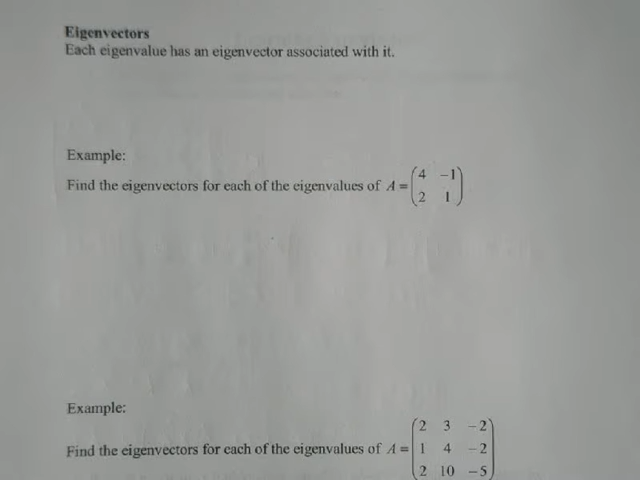 Eigenvectors
Each eigenvalue has an eigenvector associated with it.
Example:
Find the eigenvectors for each of the eigenvalues of A = (4 -1
2 1)
Example:
Find the eigenvectors for each of the eigenvalues of A = (2 3 -2
1 4 -2
2 10 -5)